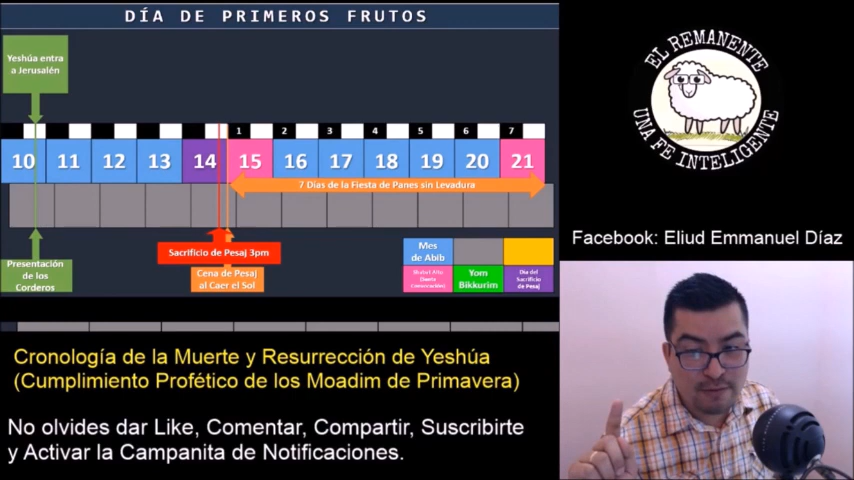 DÍA DE PRIMEROS FRUTOS
Yeshúa entra
a Jerusalén
1 2 3 4 5 6 7
10 11 12 13 14 15 16 17 18 19 20 21
7 Días de la Fiesta de Panes sin Levadura
Presentación
de los
Corderos
Sacrificio de Pesaj 3pm
Cena de Pesaj
al Caer el Sol
Mes
de Abib
Yom
Bikkurim
Día del
Sacrificio
de Pesaj
EL REMANENTE
UNA FE INTELIGENTE
Facebook: Eliud Emmanuel Díaz
Cronología de la Muerte y Resurrección de Yeshúa
(Cumplimiento Profético de los Moadim de Primavera)
No olvides dar Like, Comentar, Compartir, Suscribirte
y Activar la Campanita de Notificaciones.